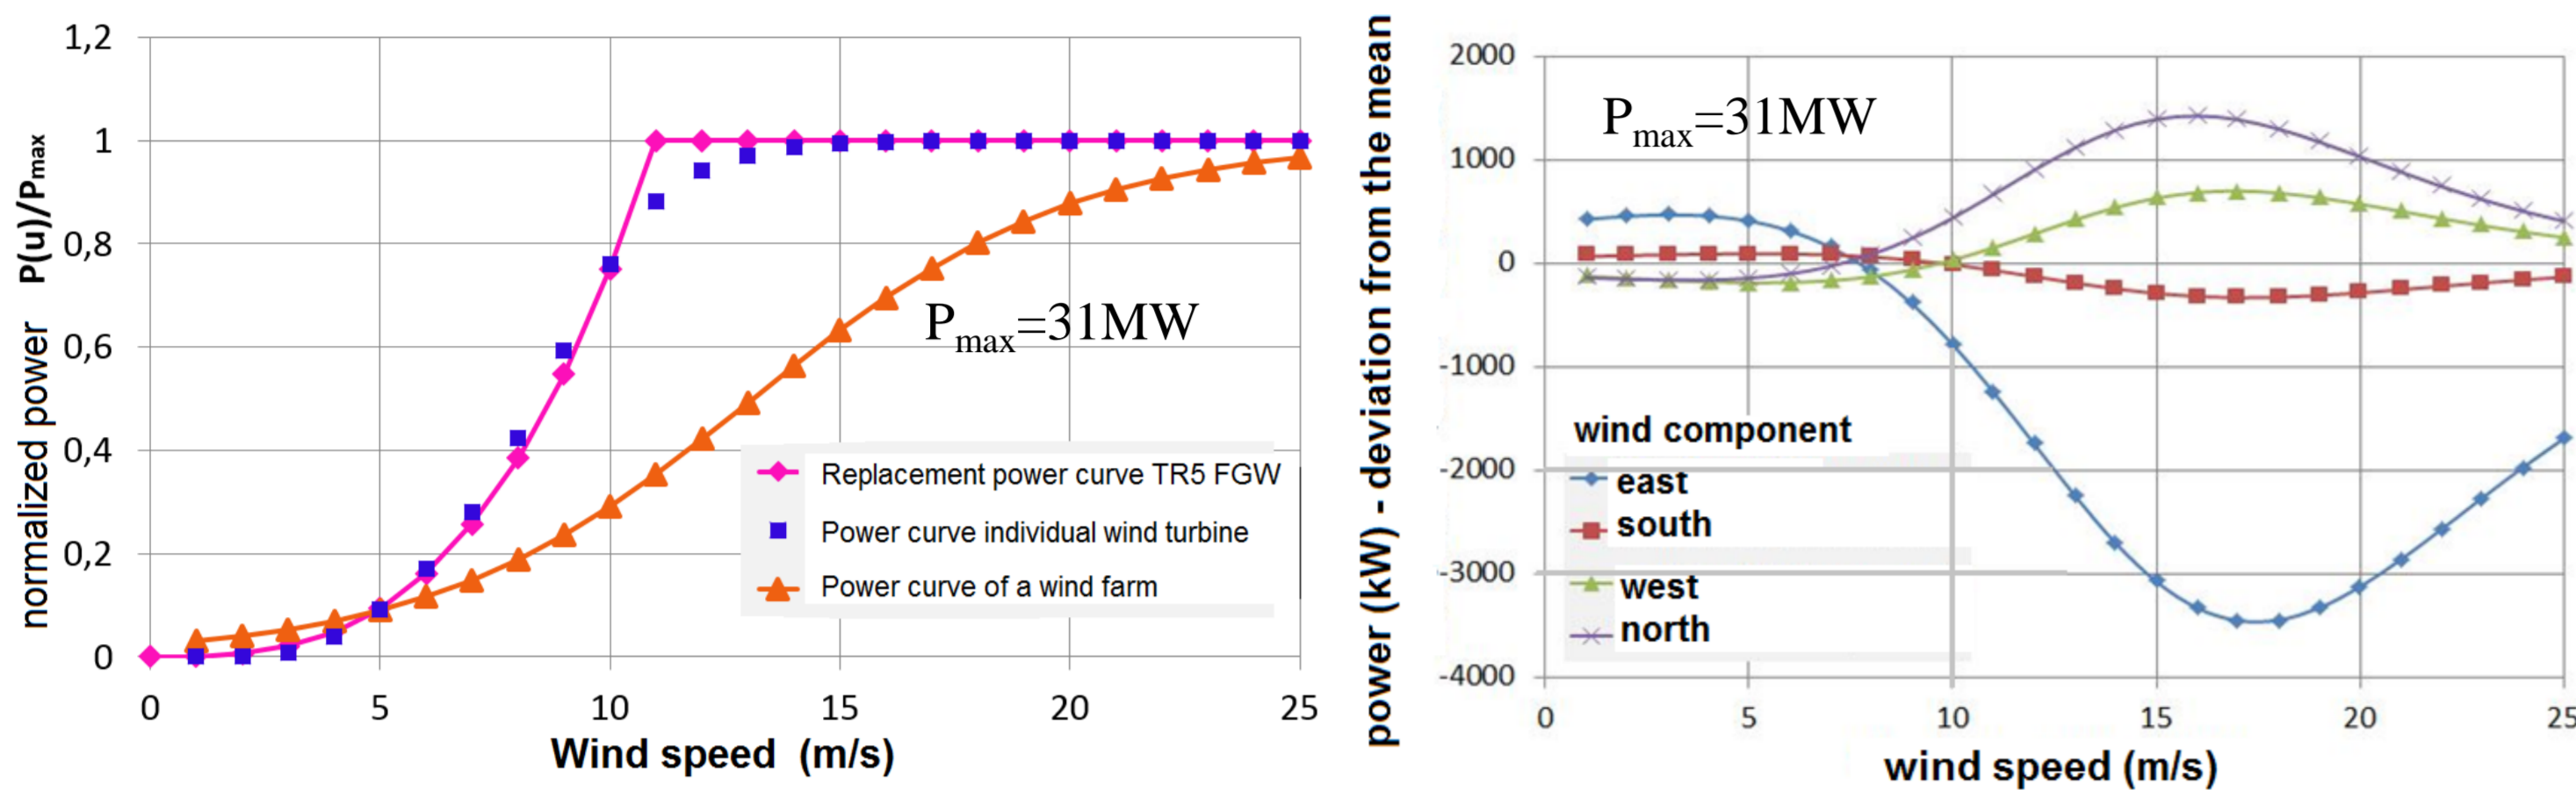 1,2
1
0,8
0,6
0,4
0,2
0
normalized power P(u)/Pmax
Pmax=31MW
Replacement power curve TR5 FGW
Power curve individual wind turbine
Power curve of a wind farm
0 5 10 15 20 25
Wind speed (m/s)
2000
1000
0
-1000
-2000
-3000
-4000
power (kW) - deviation from the mean
Pmax=31MW
wind component
east
south
west
north
0 5 10 15 20 25
wind speed (m/s)